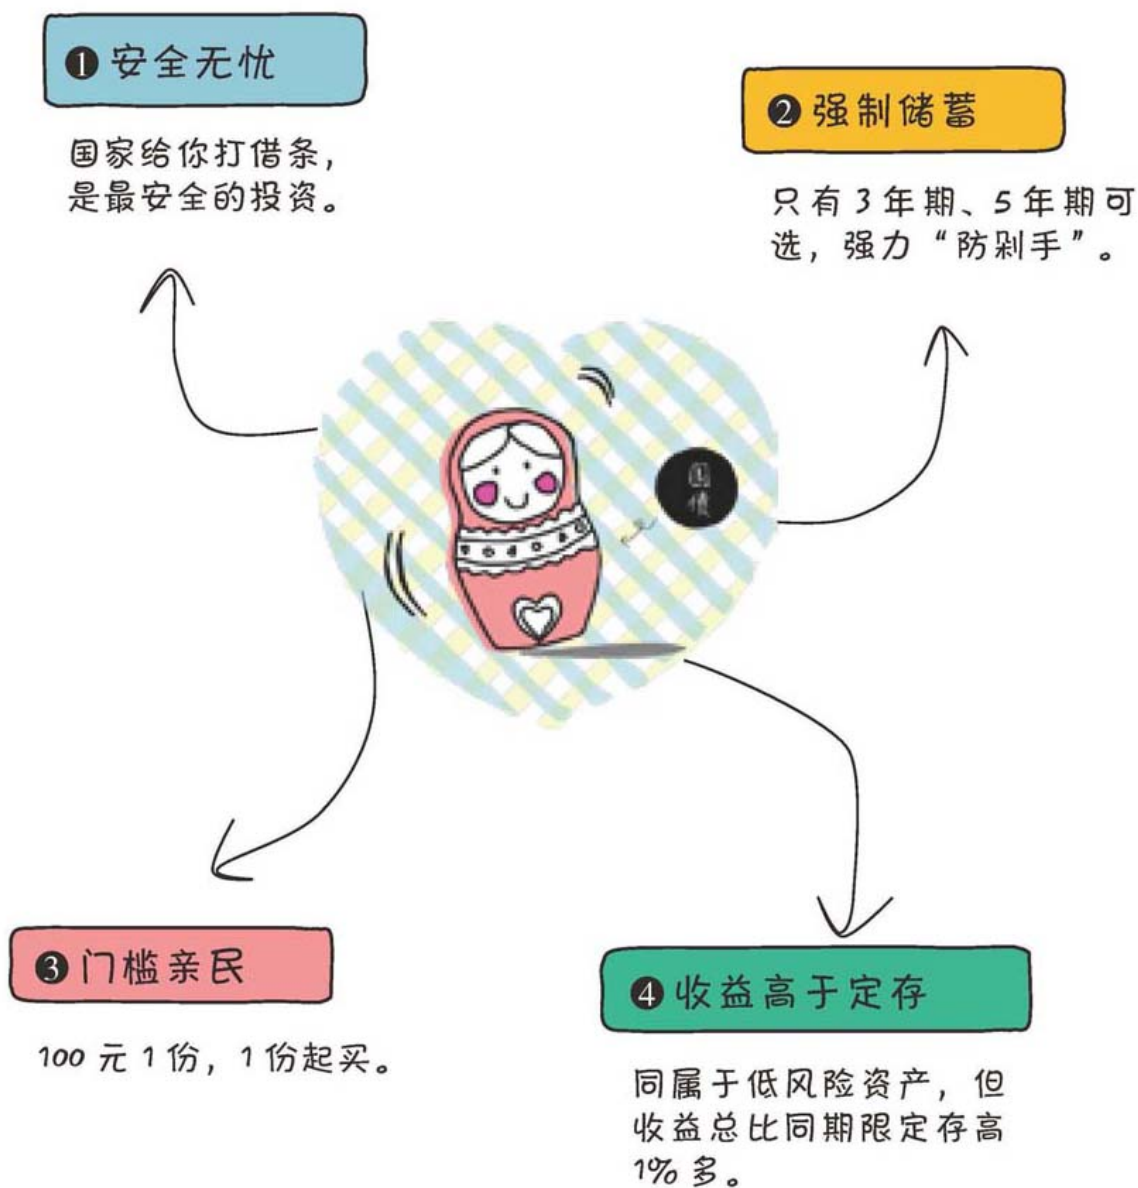 ❶安全无忧
国家给你打借条，
是最安全的投资。
❷强制储蓄
只有3年期、5年期可
选，强力“防剁手”。
国
债
❸门槛亲民
100元1份，1份起买。
❹收益高于定存
同属于低风险资产，但
收益总比同期限定存高
1%多。